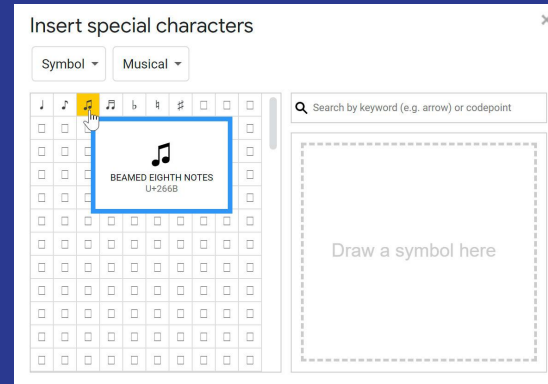 Insert special characters
Symbol Musical
♩ ♪ ♫ ♬ ♭ ♮ ♯
Search by keyword (e.g. arrow) or codepoint
♫
BEAMED EIGHTH NOTES
U+266B
Draw a symbol here